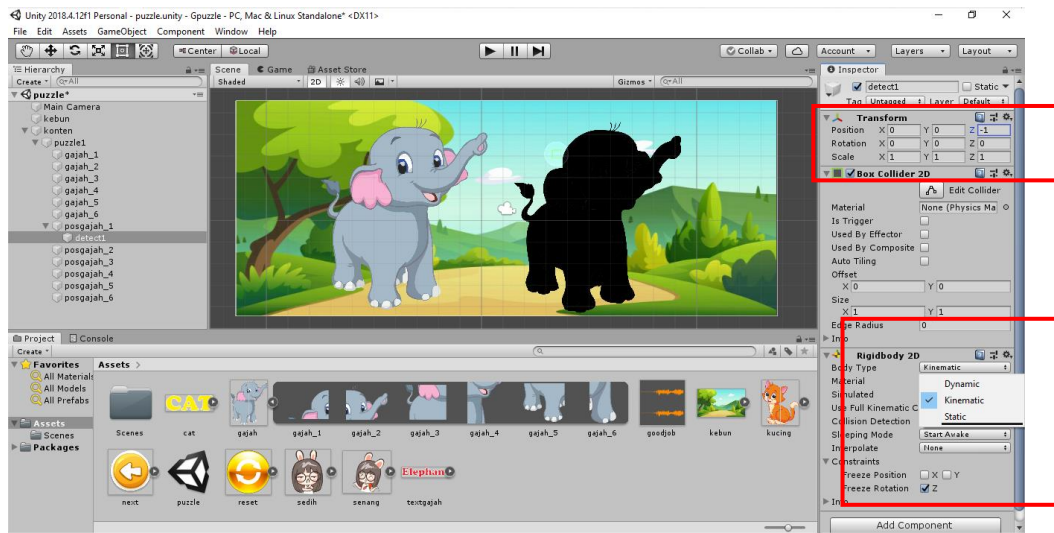 Unity 2018.4.12f1 Personal - puzzle.unity - Gpuzzle - PC, Mac & Linux Standalone* <DX11>
File Edit Assets GameObject Component Window Help
Center Local Collab Account Layers Layout
Hierarchy
Create All
puzzle*
Main Camera
kebun
konten
puzzle1
gajah_1
gajah_2
gajah_3
gajah_4
gajah_5
gajah_6
posgajah_1
detect1
posgajah_2
posgajah_3
posgajah_4
posgajah_5
posgajah_6
Scene Game Asset Store
Shaded 2D Gizmos All
Inspector
detect1 Static
Tag Untagged Layer Default
Transform
Position X 0 Y 0 Z -1
Rotation X 0 Y 0 Z 0
Scale X 1 Y 1 Z 1
Box Collider 2D
Edit Collider
Material None (Physics Ma
Is Trigger
Used By Effector
Used By Composite
Auto Tiling
Offset
X 0 Y 0
Size
X 1 Y 1
Edge Radius 0
Info
Rigidbody 2D
Body Type Kinematic
Material
Dynamic
Simulated
Kinematic
Use Full Kinematic C
Static
Collision Detection
Sleeping Mode Start Awake
Interpolate None
Constraints
Freeze Position X Y
Freeze Rotation Z
Info
Add Component
Project Console
Create
Favorites
All Materials
All Models
All Prefabs
Assets
Scenes
Packages
Assets >
CAT
Scenes cat gajah gajah_1 gajah_2 gajah_3 gajah_4 gajah_5 gajah_6 goodjob kebun kucing
Elephant
next puzzle reset sedih senang textgajah